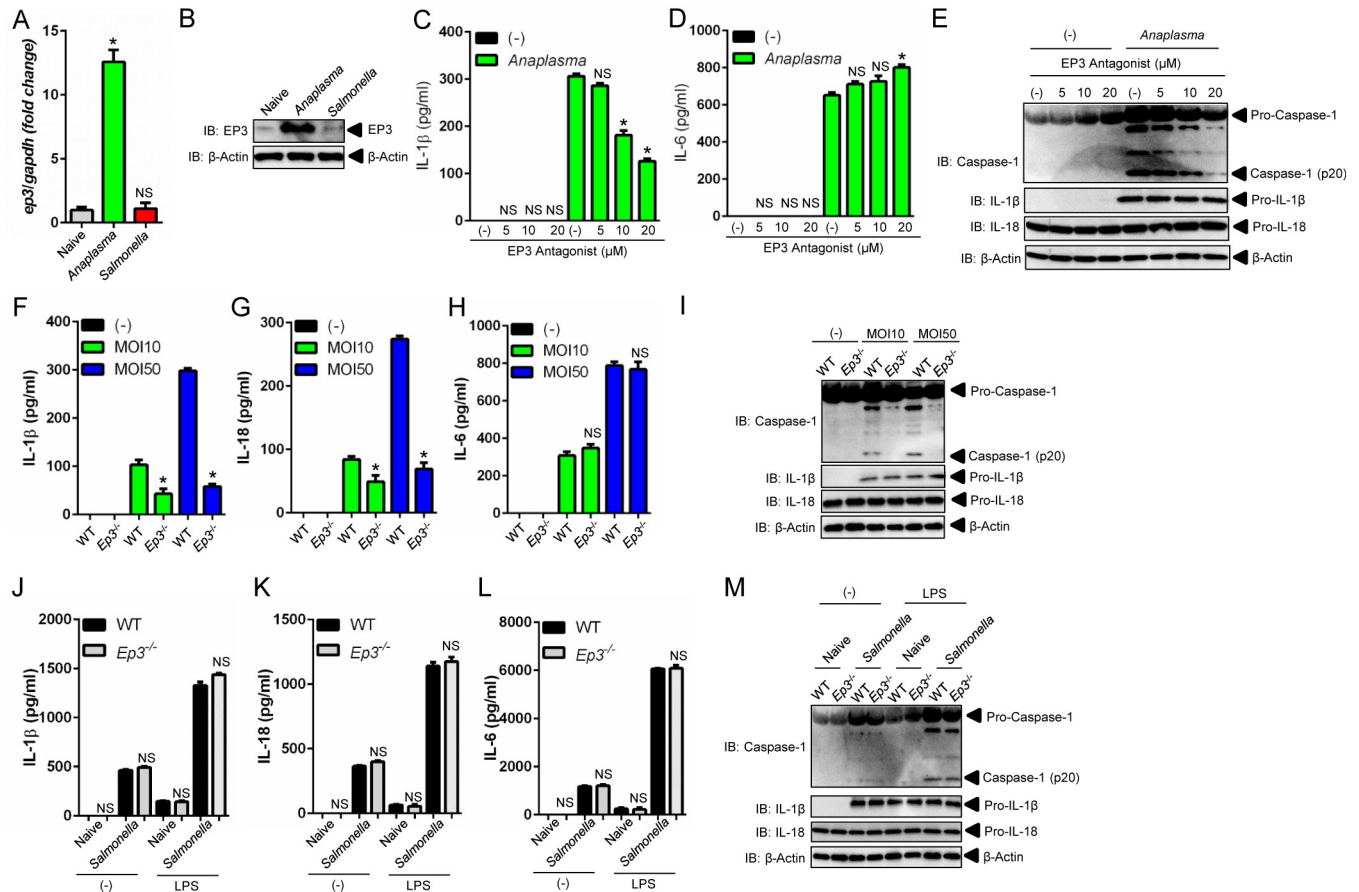 A
ep3/gapdh (fold change)
15
10
5
0
Naive
Anaplasma
Salmonella
*
NS
B
Naive
Anaplasma
Salmonella
IB: EP3
EP3
IB: β-Actin
β-Actin
C
IL-1β (pg/ml)
400
300
200
100
0
(-)
Anaplasma
NS NS NS
NS
*
*
(-) 5 10 20 (-) 5 10 20
EP3 Antagonist (μM)
D
IL-6 (pg/ml)
1000
800
600
400
200
0
(-)
Anaplasma
NS NS NS
NS NS *
(-) 5 10 20 (-) 5 10 20
EP3 Antagonist (μM)
E
(-) Anaplasma
EP3 Antagonist (μM)
(-) 5 10 20 (-) 5 10 20
IB: Caspase-1
Pro-Caspase-1
Caspase-1 (p20)
IB: IL-1β
Pro-IL-1β
IB: IL-18
Pro-IL-18
IB: β-Actin
β-Actin
F
IL-1β (pg/ml)
400
300
200
100
0
(-)
MOI10
MOI50
*
*
WT Ep3-/- WT Ep3-/- WT Ep3-/-
G
IL-18 (pg/ml)
300
200
100
0
(-)
MOI10
MOI50
*
*
WT Ep3-/- WT Ep3-/- WT Ep3-/-
H
IL-6 (pg/ml)
1000
800
600
400
200
0
(-)
MOI10
MOI50
NS
NS
WT Ep3-/- WT Ep3-/- WT Ep3-/-
I
(-) MOI10 MOI50
WT Ep3-/- WT Ep3-/- WT Ep3-/-
IB: Caspase-1
Pro-Caspase-1
Caspase-1 (p20)
IB: IL-1β
Pro-IL-1β
IB: IL-18
Pro-IL-18
IB: β-Actin
β-Actin
J
IL-1β (pg/ml)
2000
1500
1000
500
0
WT
Ep3-/-
NS NS NS NS
Naive Salmonella Naive Salmonella
(-) LPS
K
IL-18 (pg/ml)
1500
1000
500
0
WT
Ep3-/-
NS NS NS NS
Naive Salmonella Naive Salmonella
(-) LPS
L
IL-6 (pg/ml)
8000
6000
4000
2000
0
WT
Ep3-/-
NS NS NS NS
Naive Salmonella Naive Salmonella
(-) LPS
M
(-) LPS
Naive Salmonella Naive Salmonella
WT Ep3-/- WT Ep3-/- WT Ep3-/- WT Ep3-/-
IB: Caspase-1
Pro-Caspase-1
Caspase-1 (p20)
IB: IL-1β
Pro-IL-1β
IB: IL-18
Pro-IL-18
IB: β-Actin
β-Actin